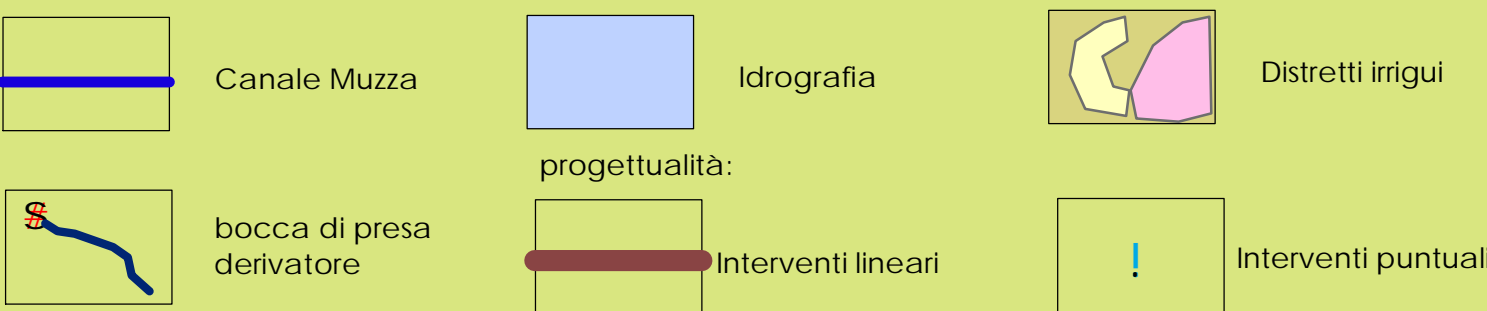 Canale Muzza
Idrografia
Distretti irrigui
progettualità:
S
#
bocca di presa
derivatore
Interventi lineari
!
Interventi puntuali